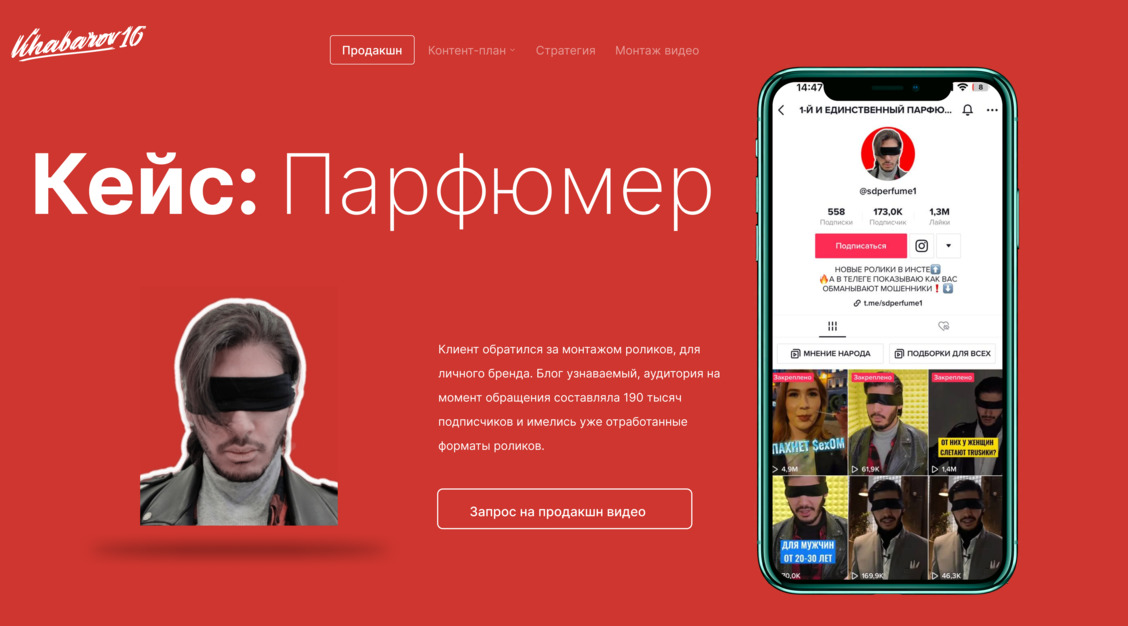 Khabarov16
Продакшн
Контент-план
Стратегия
Монтаж видео
Кейс: Парфюмер
Клиент обратился за монтажом роликов, для
личного бренда. Блог узнаваемый, аудитория на
момент обращения составляла 190 тысяч
подписчиков и имелись уже отработанные
форматы роликов.
Запрос на продакшн видео
14:47
8
1-Й И ЕДИНСТВЕННЫЙ ПАРФЮ...
@sdperfume1
558 173,0K 1,3M
Подписки Подписчик Лайки
Подписаться
НОВЫЕ РОЛИКИ В ИНСТЕ⬆️
🔥А В ТЕЛЕГЕ ПОКАЗЫВАЮ КАК ВАС
ОБМАНЫВАЮТ МОШЕННИКИ❗⬇️
t.me/sdperfume1
МНЕНИЕ НАРОДА
ПОДБОРКИ ДЛЯ ВСЕХ
Закреплено
Закреплено
Закреплено
ПАХНЕТ $exOM
ОТ НИХ У ЖЕНЩИН
СЛЕТАЮТ TRUSИКИ?
4,9M
61,9K
1,4M
ДЛЯ МУЖЧИН
ОТ 20-30 ЛЕТ
169,9K
46,3K